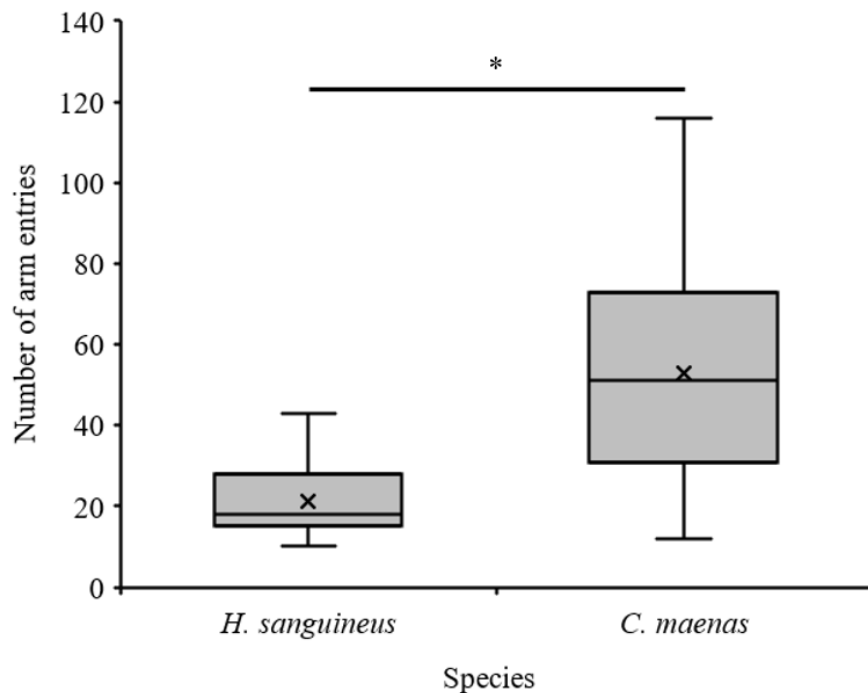 140
120
100
80
60
40
20
0
Number of arm entries
*
H. sanguineus
C. maenas
Species